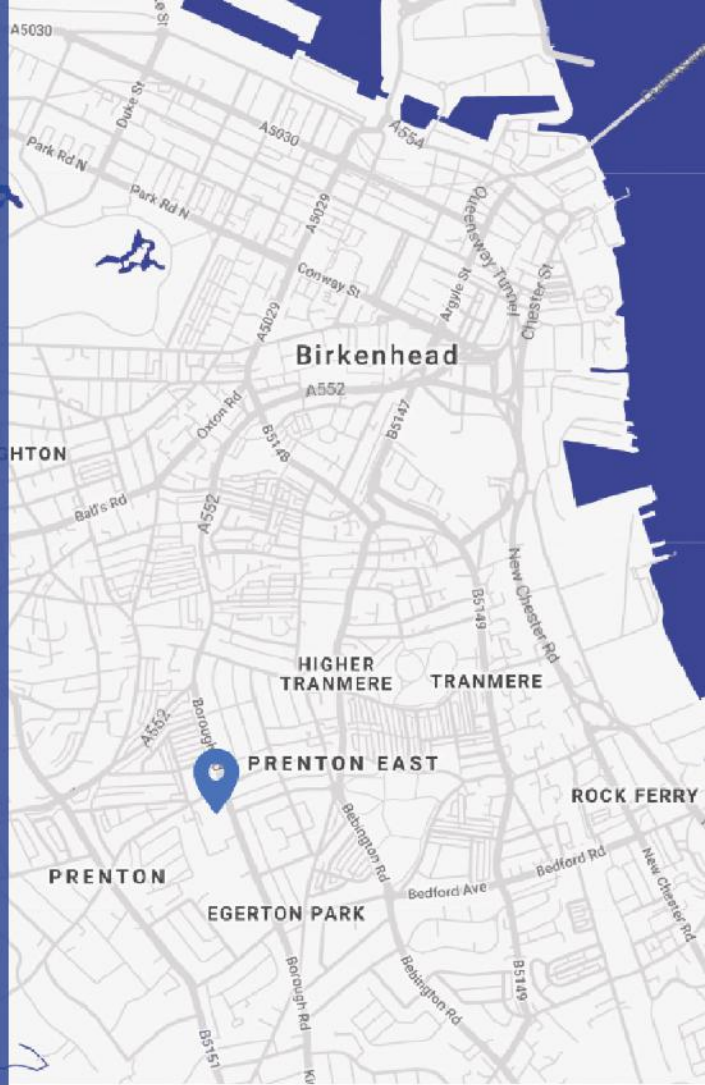 A5030
Duke St
A5030
A554
Park Rd N
Park Rd N
A5029
Queensway Tunnel
Conway St
Argyle St
Chester St
A5029
Birkenhead
A552
Oxton Rd
B5147
B5148
Balls Rd
A552
New Chester Rd
B5149
HIGHER
TRANMERE
TRANMERE
A552
Borough
PRENTON EAST
ROCK FERRY
Bebington Rd
PRENTON
Bedford Ave
Bedford Rd
New Chester Rd
EGERTON PARK
Borough Rd
Bebington Rd
B5149
B5151